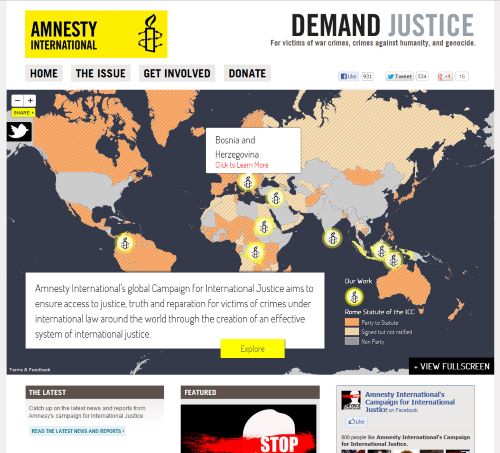 AMNESTY
INTERNATIONAL
DEMAND JUSTICE
For victims of war crimes, crimes against humanity, and genocide.
HOME THE ISSUE GET INVOLVED DONATE
Like 931 Tweet 534 +1 16
SHARE +
Bosnia and
Herzegovina
Click to Learn More
Amnesty International's global Campaign for International Justice aims to
ensure access to justice, truth and reparation for victims of crimes under
international law around the world through the creation of an effective
system of international justice.
Explore
Our Work
Rome Statute of the ICC
Party to Statute
Signed but not ratified
Non Party
Terms & Feedback
+ VIEW FULLSCREEN
THE LATEST
Catch up on the latest news and reports from
Amnesty's campaign for International Justice
READ THE LATEST NEWS AND REPORTS ›
FEATURED
STOP
Amnesty International's
Campaign for International
Justice on Facebook
Like
800 people like Amnesty International's Campaign
for International Justice.